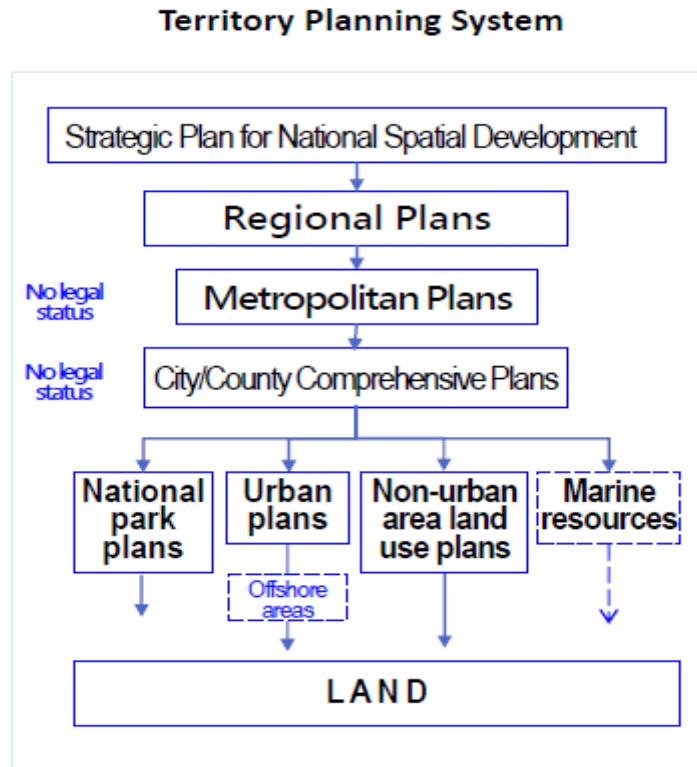 Territory Planning System
Strategic Plan for National Spatial Development
Regional Plans
No legal
status
Metropolitan Plans
No legal
status
City/County Comprehensive Plans
National
park
plans
Urban
plans
Non-urban
area land
use plans
Marine
resources
Offshore
areas
LAND